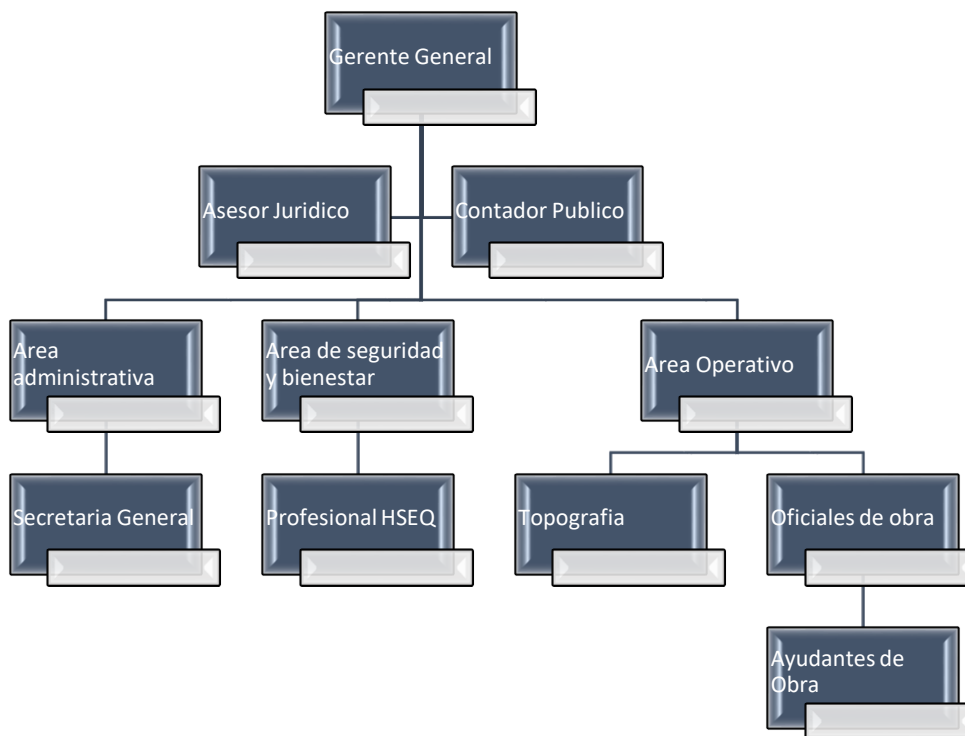 Gerente General
Asesor Juridico
Contador Publico
Area
administrativa
Area de seguridad
y bienestar
Area Operativo
Secretaria General
Profesional HSEQ
Topografia
Oficiales de obra
Ayudantes de
Obra